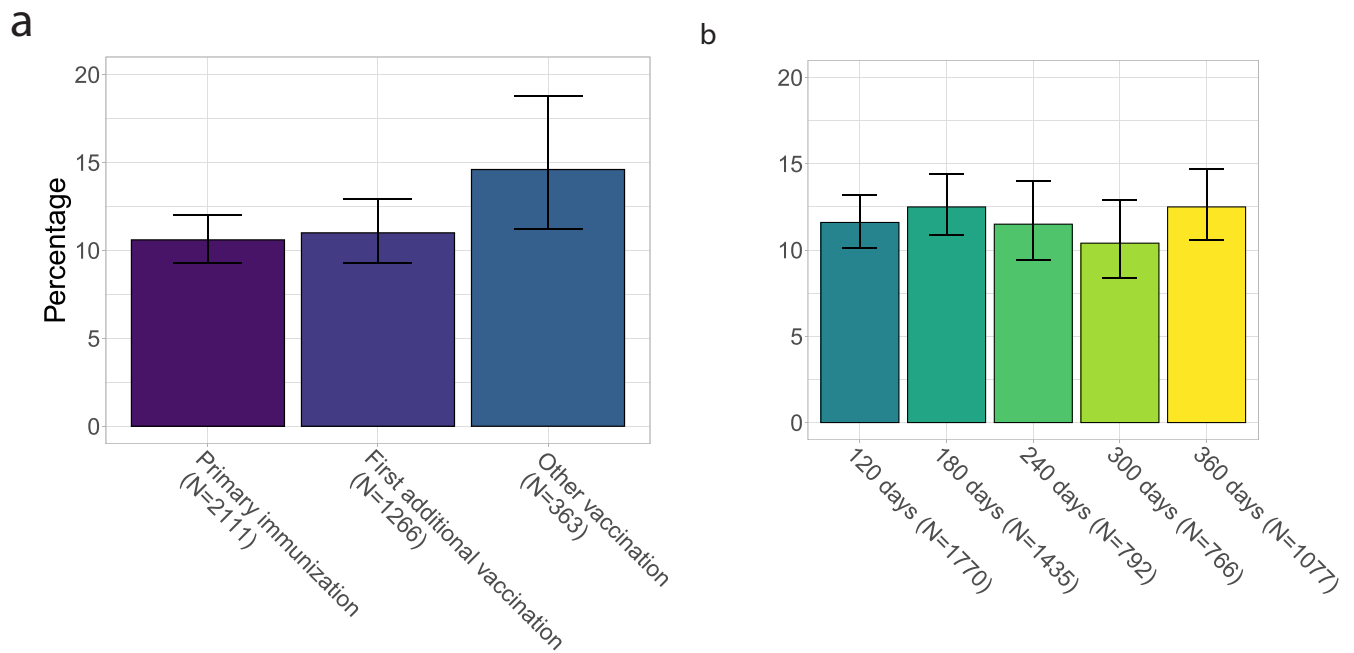 a
Percentage
20
15
10
5
0
Primary immunization
(N=2111)
First additional vaccination
(N=1266)
Other vaccination
(N=363)
b
20
15
10
5
0
120 days (N=1770)
180 days (N=1435)
240 days (N=792)
300 days (N=766)
360 days (N=1077)